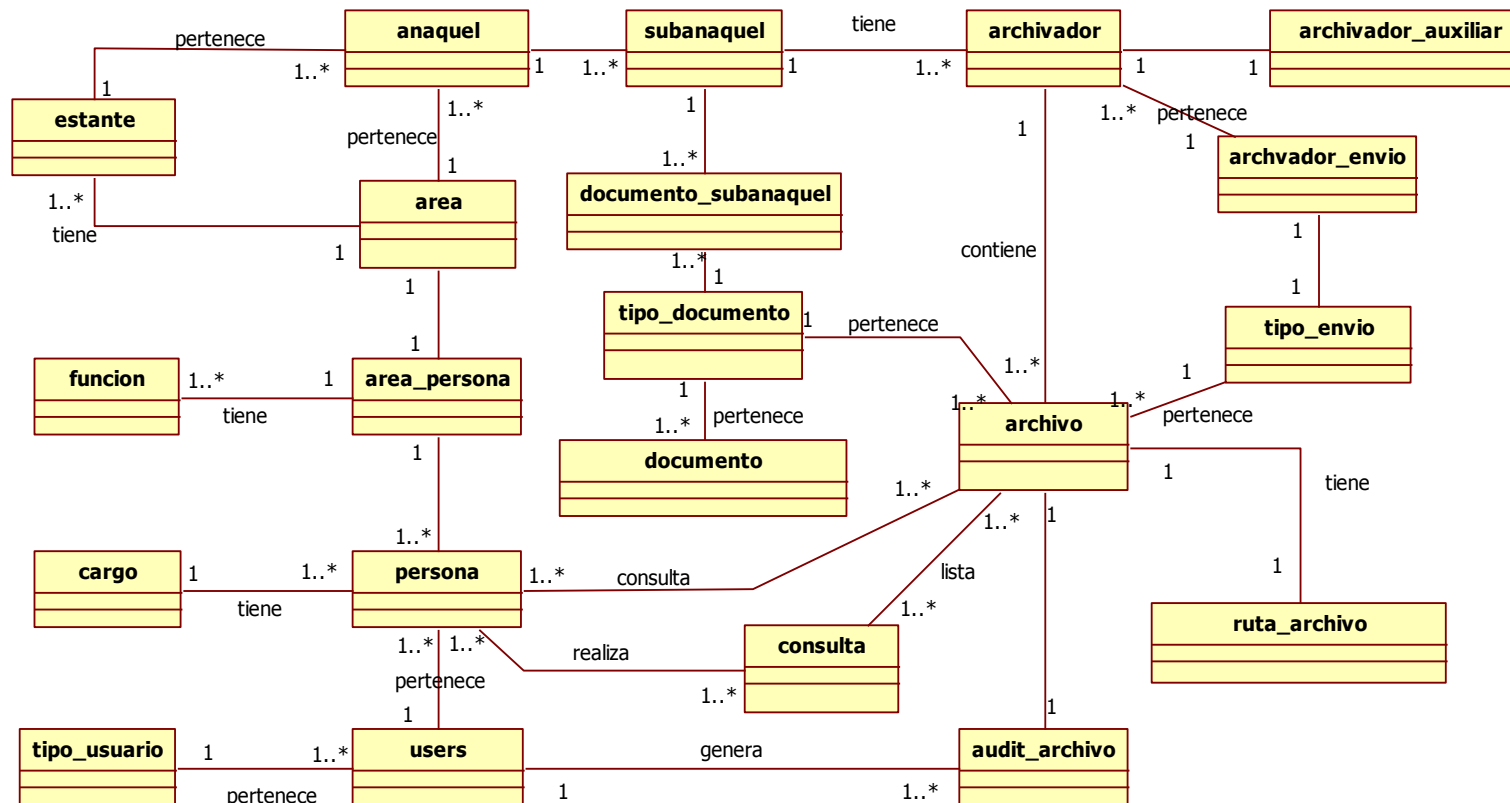 anaquel
subanaquel
tiene
archivador
archivador_auxiliar
pertenece
1..*
1
1..*
1
1..*
1
1
1
estante
1..*
1
1
1..*
pertenece
1
archvador_envio
pertenece
1
1..*
documento_subanaquel
area
1..*
tiene
1
1
contiene
1..*
1
1
1
tipo_documento
1
pertenece
tipo_envio
1
1..*
1
funcion
1..*
1
area_persona
tiene
1
1..*
1..*
pertenece
1
pertenece
1..*
archivo
documento
1..*
1
tiene
1..*
1
1..*
cargo
1
1..*
persona
1..*
consulta
lista
1
tiene
1..*
ruta_archivo
1..*
1..*
realiza
consulta
pertenece
1..*
1
1
tipo_usuario
1
1..*
users
genera
audit_archivo
pertenece
1
1..*